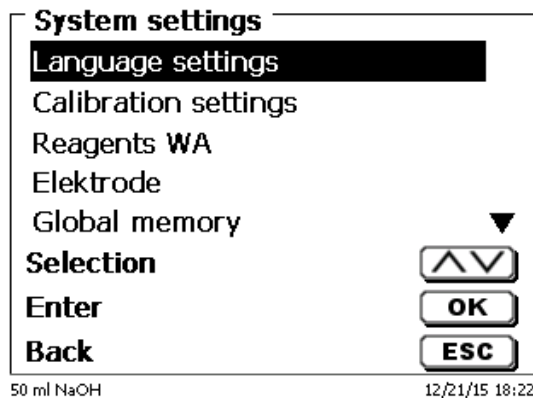 System settings
Language settings
Calibration settings
Reagents WA
Elektrode
Global memory
Selection
Enter OK
Back ESC
50 ml NaOH 12/21/15 18:22